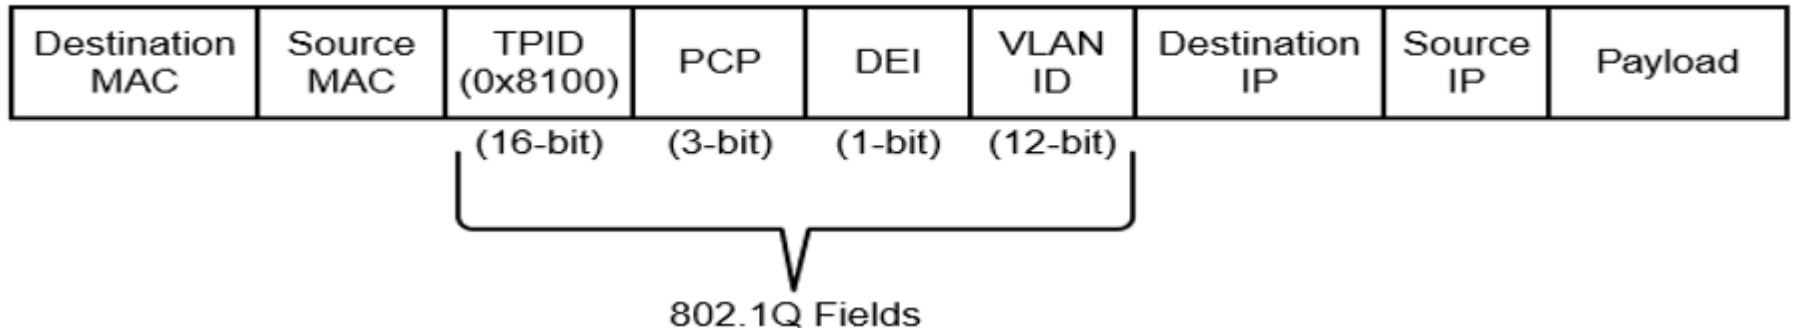 Destination MAC
Source MAC
TPID (0x8100)
PCP
DEI
VLAN ID
Destination IP
Source IP
Payload
(16-bit)
(3-bit)
(1-bit)
(12-bit)
802.1Q Fields